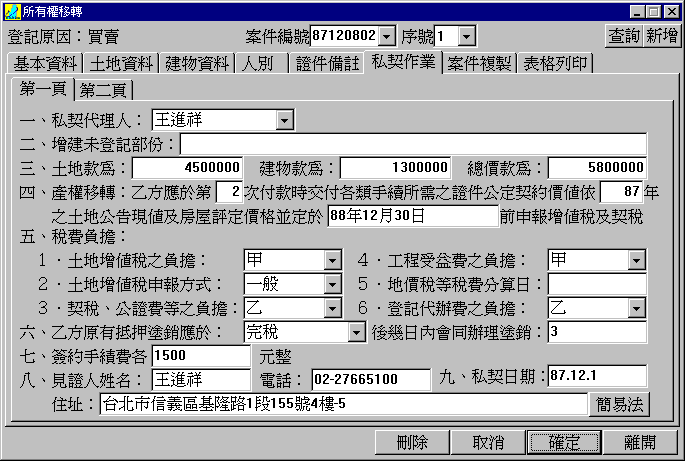 所有權移轉
登記原因：買賣 案件編號 87120802 序號 1 查詢 新增
基本資料 土地資料 建物資料 人別 證件備註 私契作業 案件複製 表格列印
第一頁 第二頁
一、私契代理人： 王進祥
二、增建未登記部份：
三、土地款為： 4500000 建物款為： 1300000 總價款為： 5800000
四、產權移轉：乙方應於第 2 次付款時交付各類手續所需之證件公定契約價值依 87 年
之土地公告現值及房屋評定價格並定於 88年12月30日 前申報增值稅及契稅
五、稅費負擔：
１．土地增值稅之負擔： 甲 ４．工程受益費之負擔： 甲
２．土地增值稅申報方式： 一般 ５．地價稅等稅費分算日：
３．契稅、公證費等之負擔： 乙 ６．登記代辦費之負擔： 乙
六、乙方原有抵押塗銷應於： 完稅 後幾日內會同辦理塗銷： 3
七、簽約手續費各 1500 元整
八、見證人姓名： 王進祥 電話： 02-27665100 九、私契日期： 87.12.1
住址： 台北市信義區基隆路1段155號4樓-5 簡易法
刪除 取消 確定 離開